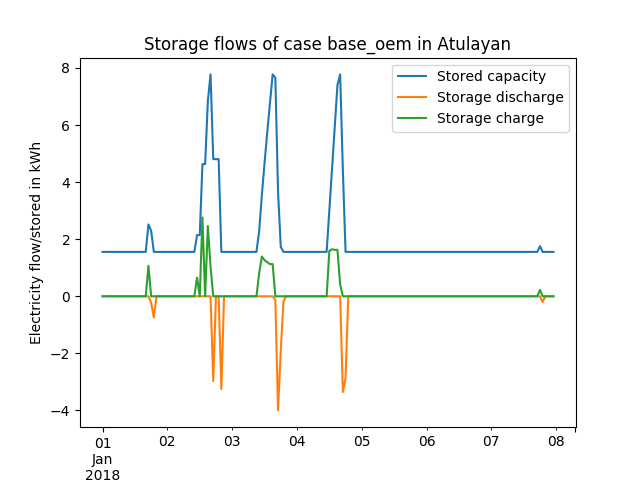 Storage flows of case base_oem in Atulayan
Stored capacity
Storage discharge
Storage charge
Electricity flow/stored in kWh
8
6
4
2
0
−2
−4
01 02 03 04 05 06 07 08
Jan
2018